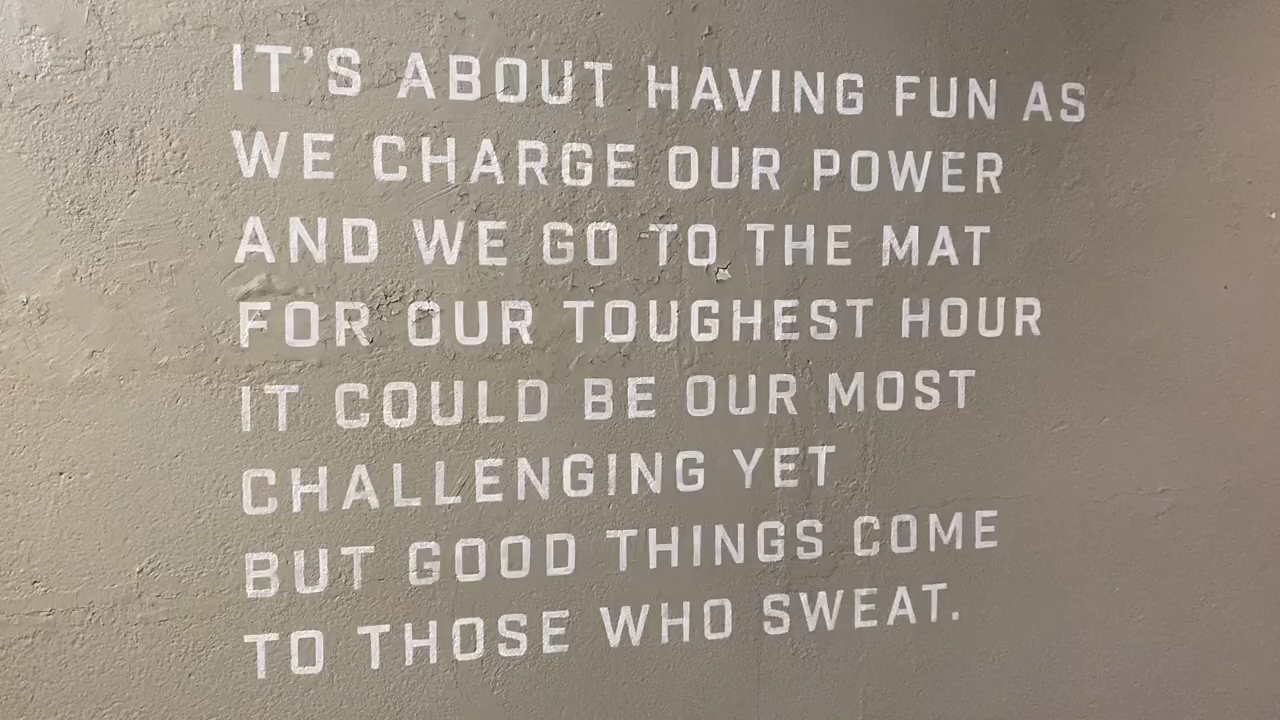 IT'S ABOUT HAVING FUN AS
WE CHARGE OUR POWER
AND WE GO TO THE MAT
FOR OUR TOUGHEST HOUR
IT COULD BE OUR MOST
CHALLENGING YET
BUT GOOD THINGS COME
TO THOSE WHO SWEAT.